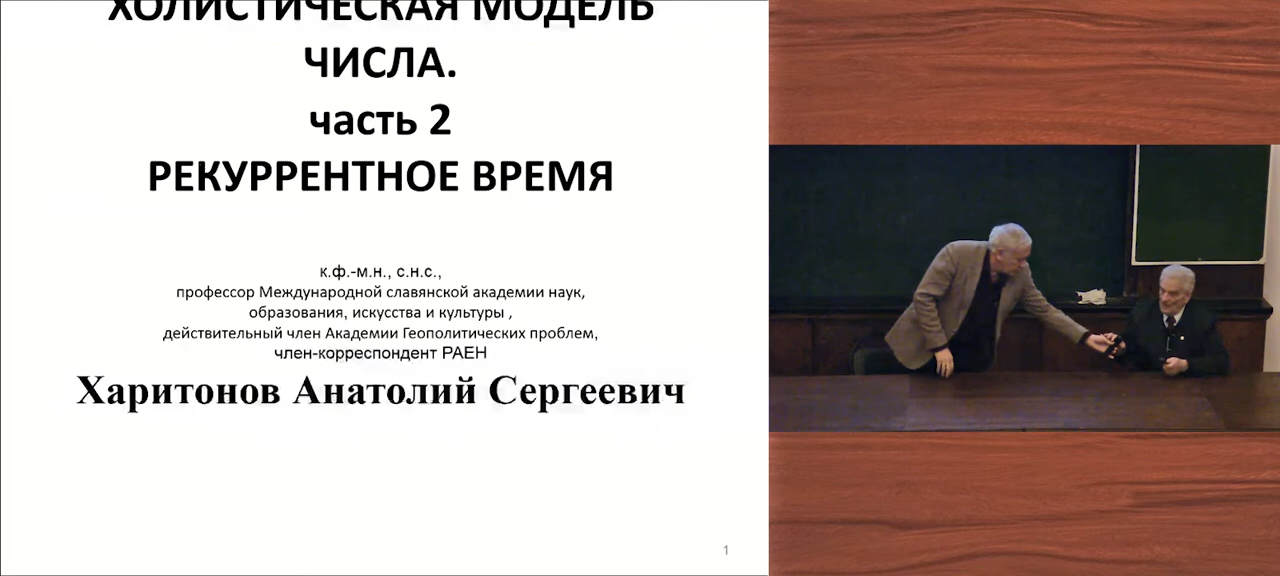 ХОЛИСТИЧЕСКАЯ МОДЕЛЬ
ЧИСЛА.
часть 2
РЕКУРРЕНТНОЕ ВРЕМЯ
к.ф.-м.н., с.н.с.,
профессор Международной славянской академии наук,
образования, искусства и культуры ,
действительный член Академии Геополитических проблем,
член-корреспондент РАЕН
Харитонов Анатолий Сергеевич
1